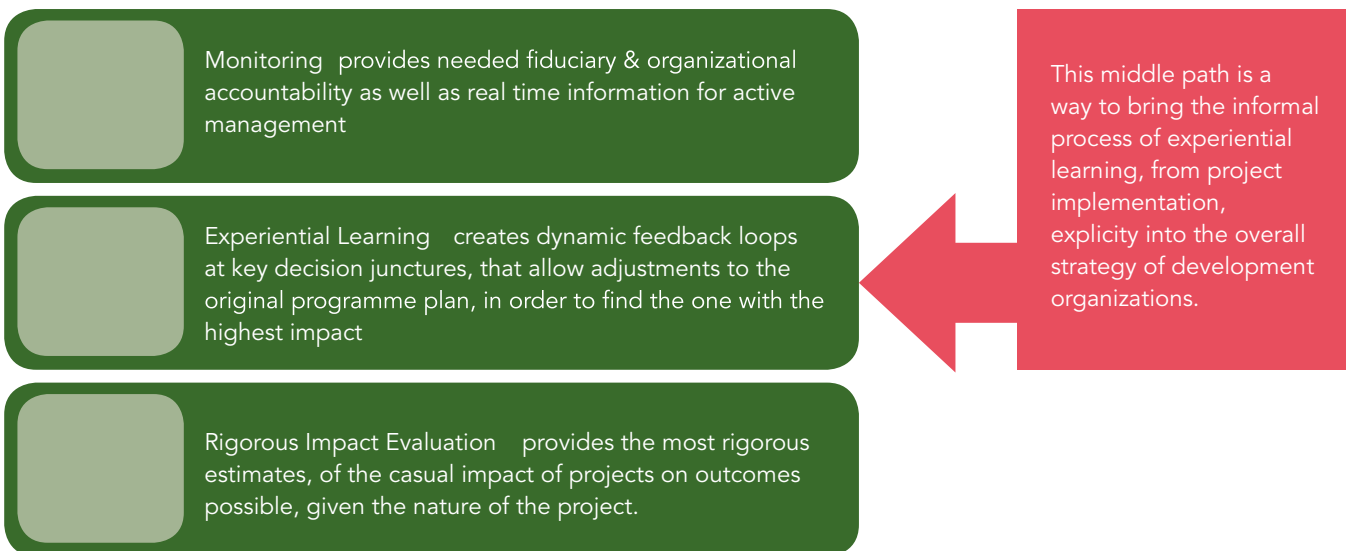 Monitoring provides needed fiduciary & organizational
accountability as well as real time information for active
management
Experiential Learning creates dynamic feedback loops
at key decision junctures, that allow adjustments to the
original programme plan, in order to find the one with the
highest impact
Rigorous Impact Evaluation provides the most rigorous
estimates, of the casual impact of projects on outcomes
possible, given the nature of the project.
This middle path is a
way to bring the informal
process of experiential
learning, from project
implementation,
explicity into the overall
strategy of development
organizations.